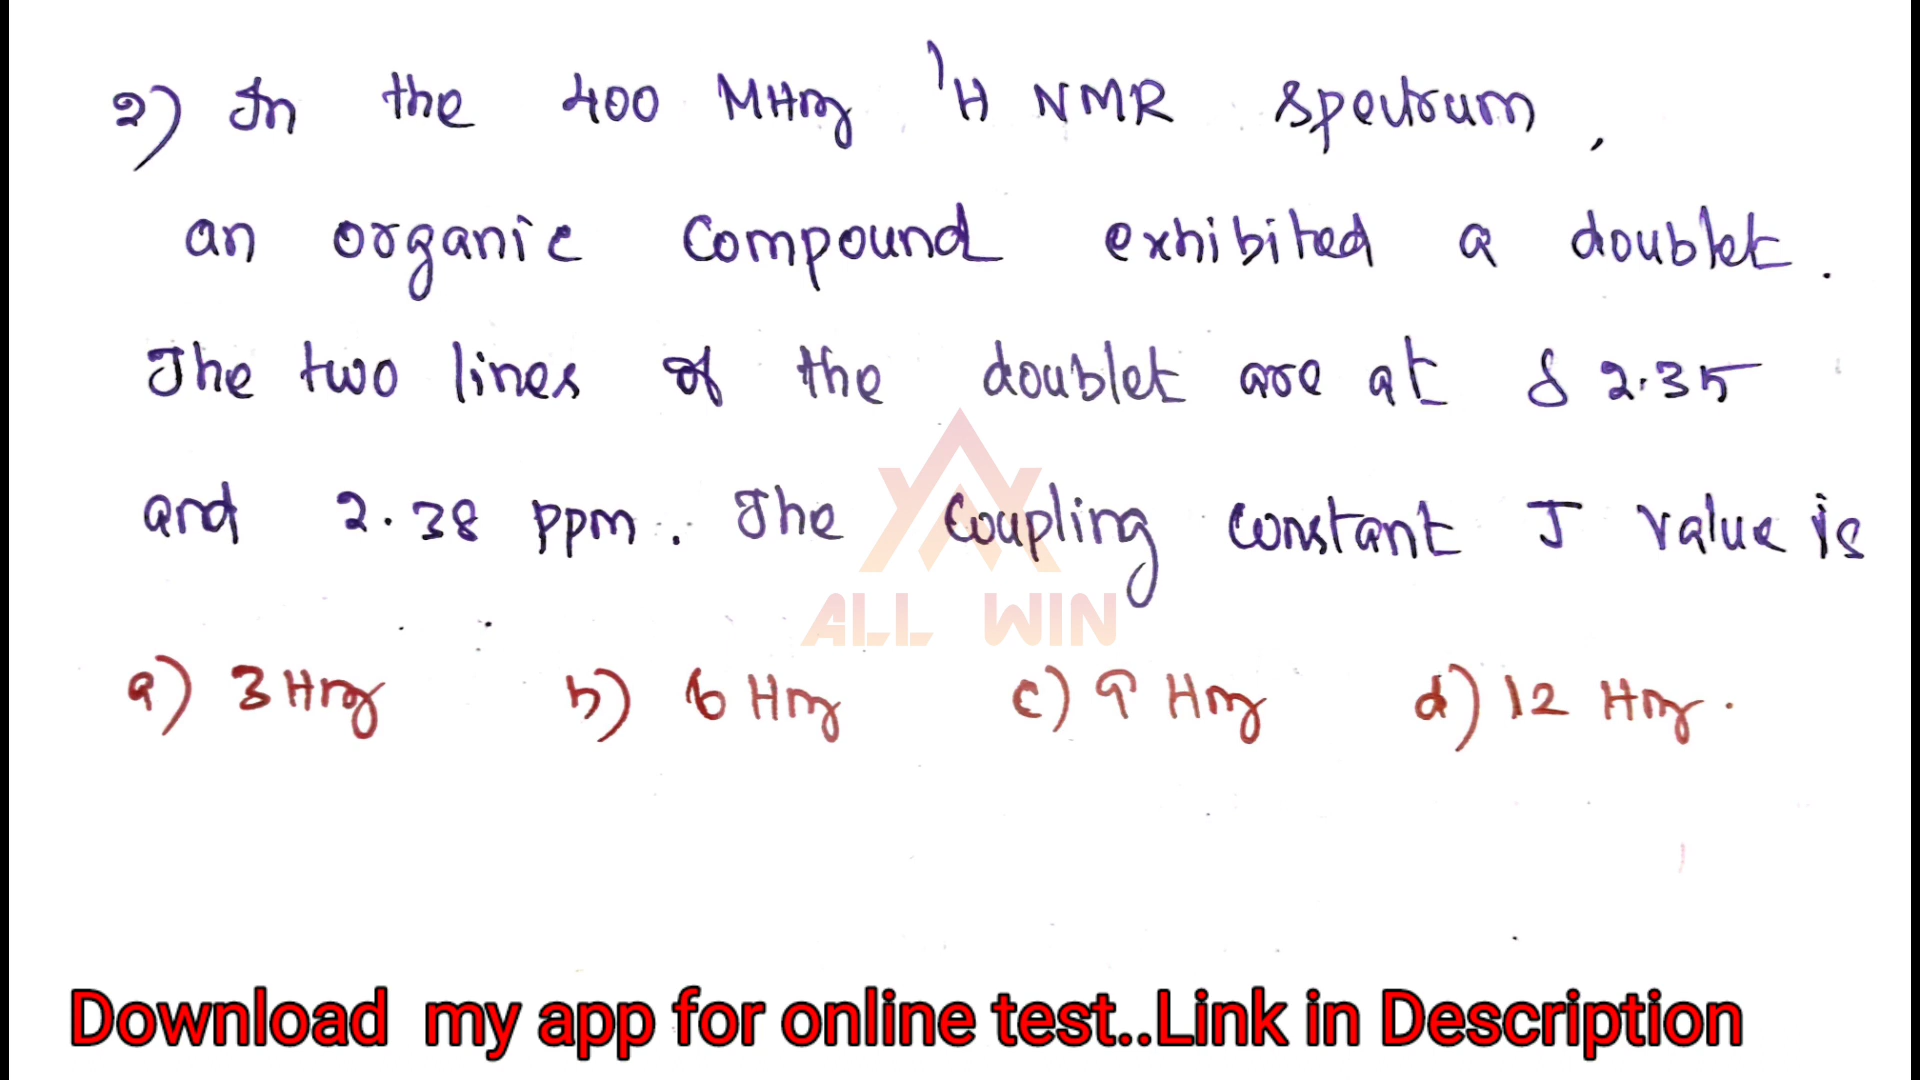 2) In the 400 MHz ¹H NMR spectrum,
an organic compound exhibited a doublet.
The two lines of the doublet are at δ 2.35
and 2.38 ppm. The coupling constant J value is
ALL WIN
a) 3 Hz b) 6 Hz c) 9 Hz d) 12 Hz.
Download my app for online test..Link in Description